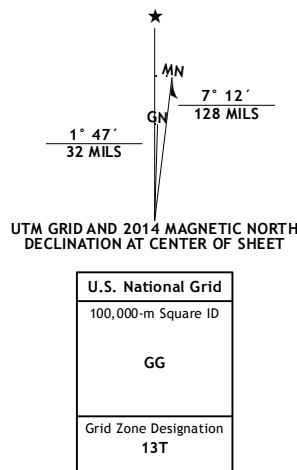 ★
MN
GN
7° 12´
128 MILS
1° 47´
32 MILS
UTM GRID AND 2014 MAGNETIC NORTH
DECLINATION AT CENTER OF SHEET
U.S. National Grid
100,000-m Square ID
GG
Grid Zone Designation
13T